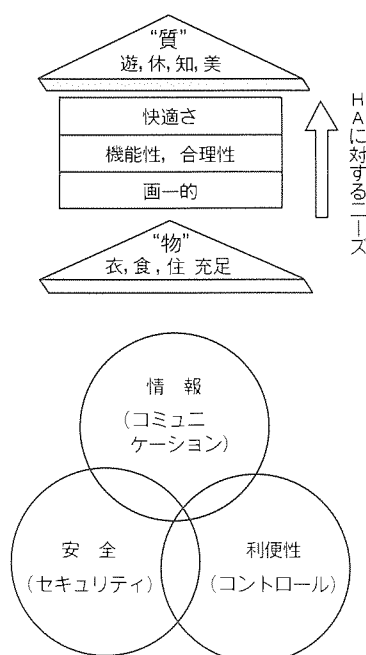 “質”
遊, 休, 知, 美
快適さ
機能性, 合理性
画一的
“物”
衣, 食, 住 充足
HAに対するニーズ
情 報
(コミュニ
ケーション)
安 全
(セキュリティ)
利便性
(コントロール)